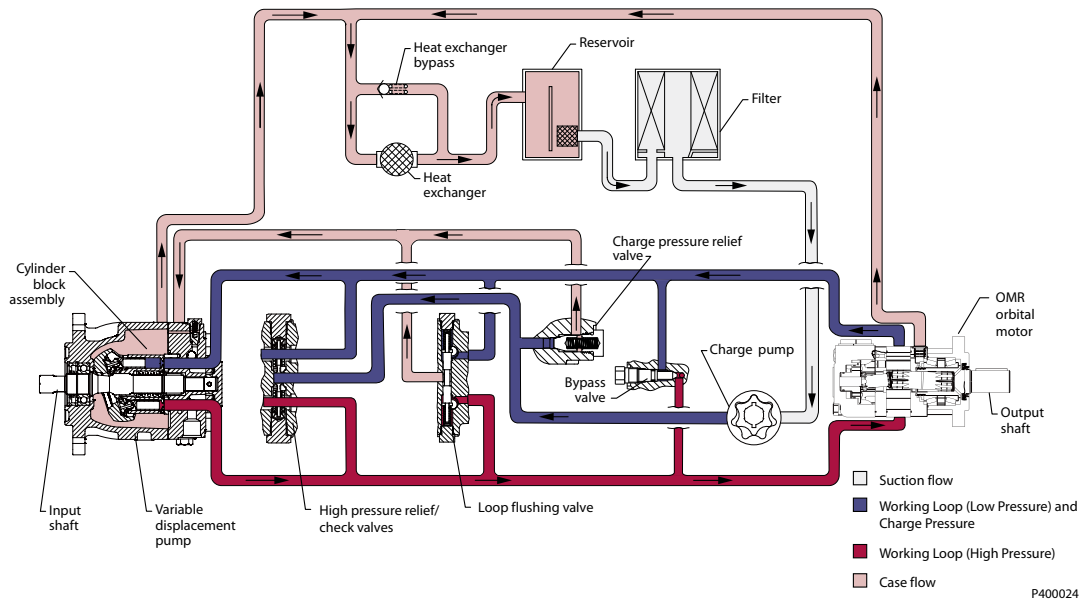 Heat exchanger
bypass
Reservoir
Filter
Heat
exchanger
Charge pressure relief
valve
Cylinder
block
assembly
OMR
orbital
motor
Charge pump
Bypass
valve
Output
shaft
Input
shaft
Variable
displacement
pump
High pressure relief/
check valves
Loop flushing valve
Suction flow
Working Loop (Low Pressure) and
Charge Pressure
Working Loop (High Pressure)
Case flow
P400024